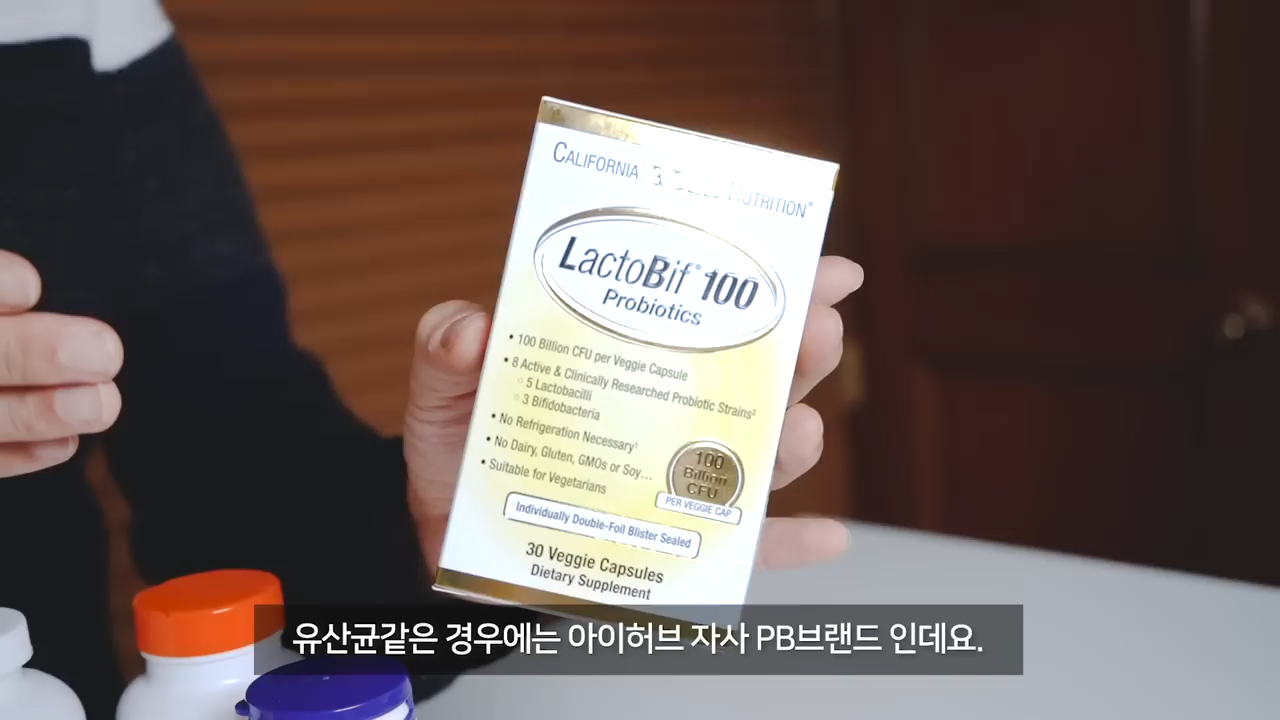 CALIFORNIA NUTRITION®
LactoBif® 100
Probiotics
• 100 Billion CFU per Veggie Capsule
• 8 Active & Clinically Researched Probiotic Strains²
○ 5 Lactobacilli
○ 3 Bifidobacteria
• No Refrigeration Necessary¹
• No Dairy, Gluten, GMOs or Soy...
• Suitable for Vegetarians
100
Billion
CFU
PER VEGGIE CAP
Individually Double-Foil Blister Sealed
30 Veggie Capsules
Dietary Supplement
유산균같은 경우에는 아이허브 자사 PB브랜드 인데요.